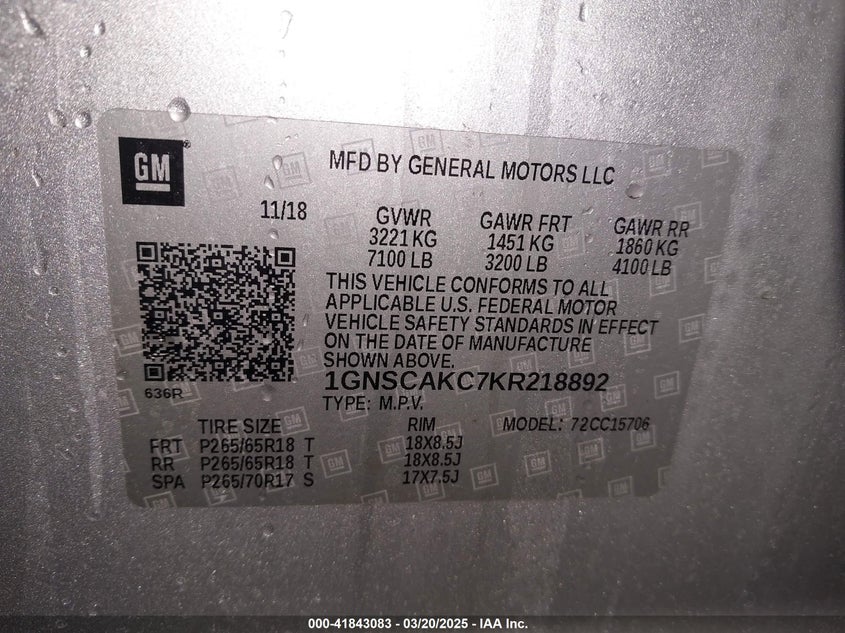 GM
MFD BY GENERAL MOTORS LLC
11/18 GVWR GAWR FRT GAWR RR
3221 KG 1451 KG 1860 KG
7100 LB 3200 LB 4100 LB
THIS VEHICLE CONFORMS TO ALL
APPLICABLE U.S. FEDERAL MOTOR
VEHICLE SAFETY STANDARDS IN EFFECT
ON THE DATE OF MANUFACTURE
SHOWN ABOVE.
1GNSCAKC7KR218892
636R
TYPE: M.P.V.
TIRE SIZE RIM MODEL: 72CC15706
FRT P265/65R18 T 18X8.5J
RR P265/65R18 T 18X8.5J
SPA P265/70R17 S 17X7.5J
000-41843083 - 03/20/2025 - IAA Inc.